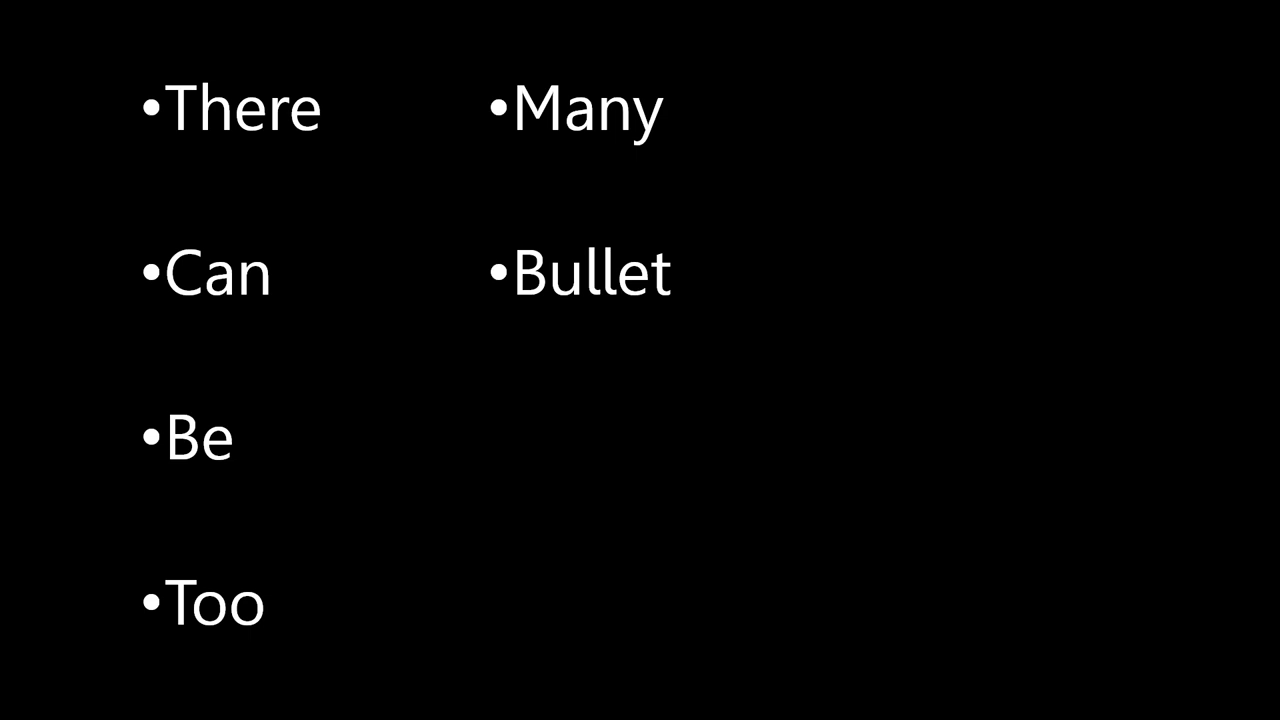 •There
•Can
•Be
•Too
•Many
•Bullet